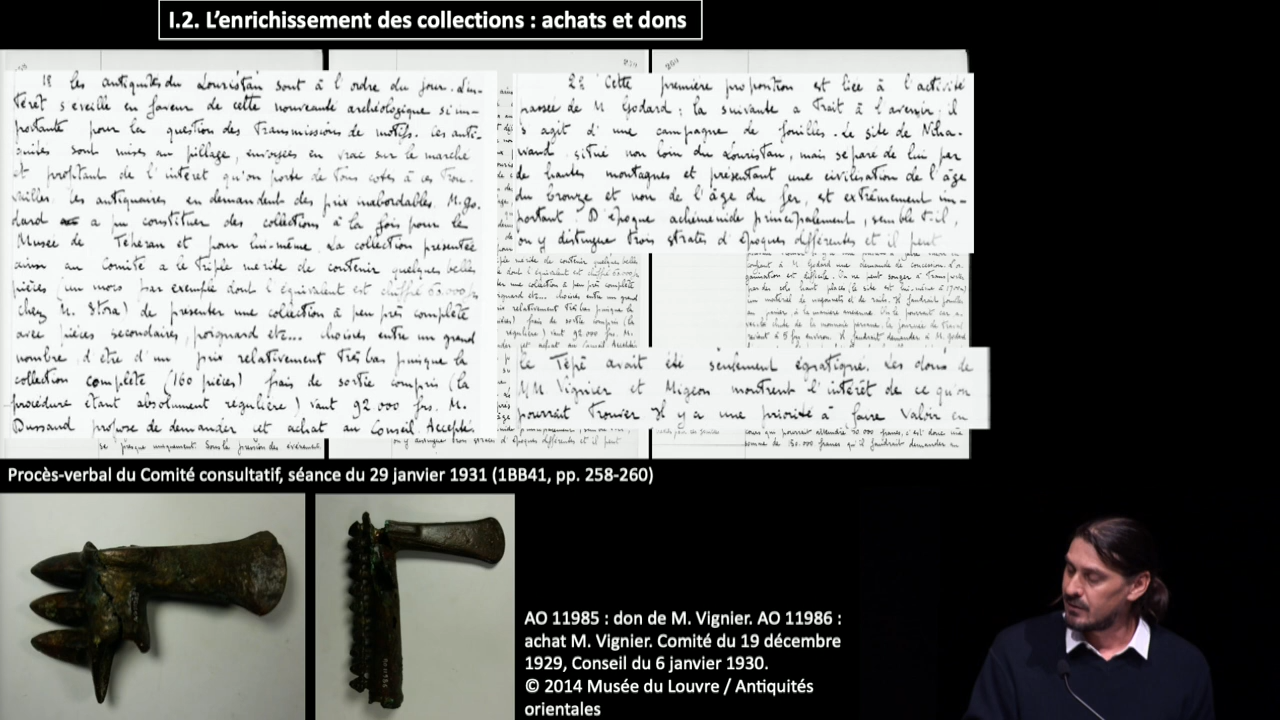 I.2. L'enrichissement des collections : achats et dons
1º les antiquités du Louristan sont à l'ordre du jour. L'in-
térêt s'éveille en faveur de cette nouveauté archéologique si im-
portante pour la question des transmissions de motifs. Ces anti-
quités sont mises au pillage, envoyées en vrac sur le marché
et profitant de l'intérêt qu'on porte de tous cotés à ces trou-
vailles. les antiquaires en demandent des prix inabordables. M. Go-
dard a pu constituer des collections à la fois pour le
Musée de Téhéran et pour lui-même. La collection présentée
ainsi au Comité a le triple mérite de contenir quelques belles
pièces (un mors par exemple dont l'équivalent est chiffré 65.000 frs
chez M. Stora) de présenter une collection à peu près complète
avec pièces secondaires, poignard etc... choisies entre un grand
nombre, d'être d'un prix relativement très bas puisque la
collection complète (160 pièces) frais de sortie compris (la
procédure étant absolument régulière) vaut 92.000 frs. M.
Dussaud propose de demander cet achat au Conseil. Accepté
2º Cette première proposition est liée à l'activité
passée de M Godard ; la suivante a trait à l'avenir, il
s'agit d'une campagne de fouilles. Le site de Néha-
wand, situé non loin du Louristan, mais séparé de lui par
de hautes montagnes et présentant une civilisation de l'âge
du bronze et non de l'âge du fer, est extrêmement im-
portant. D'époque achéménide principalement, semble t-il,
on y distingue trois strates d'époques différentes et il peut
le Tépé avait été seulement égratigné. Les dons de
MM Vignier et Migeon montrent l'intérêt de ce qu'on
pourrait trouver Il y a une priorité à faire valoir en
Procès-verbal du Comité consultatif, séance du 29 janvier 1931 (1BB41, pp. 258-260)
AO 11985 : don de M. Vignier. AO 11986 :
achat M. Vignier. Comité du 19 décembre
1929, Conseil du 6 janvier 1930.
© 2014 Musée du Louvre / Antiquités
orientales